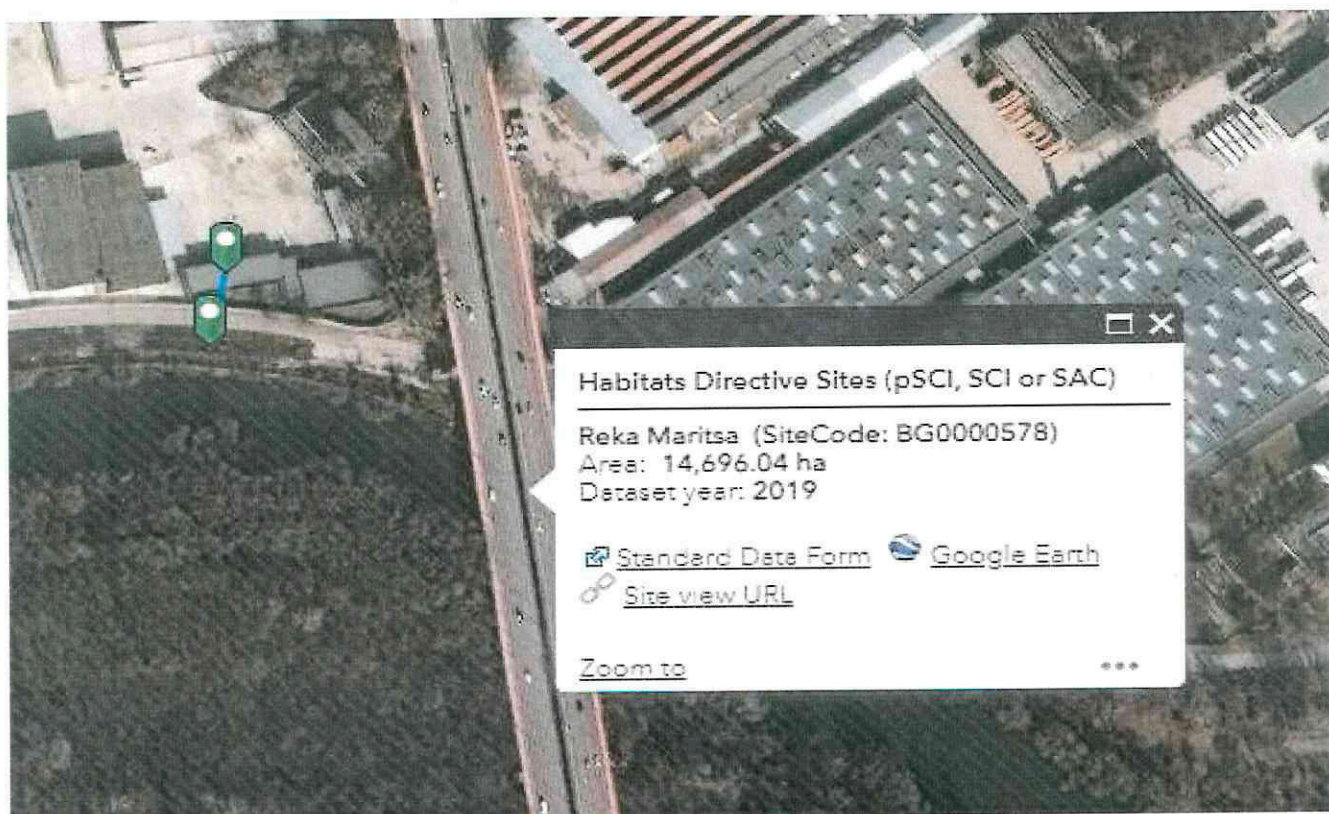 Habitats Directive Sites (pSCI, SCI or SAC)
Reka Maritsa (SiteCode: BG0000578)
Area: 14,696.04 ha
Dataset year: 2019
Standard Data Form Google Earth
Site view URL
Zoom to